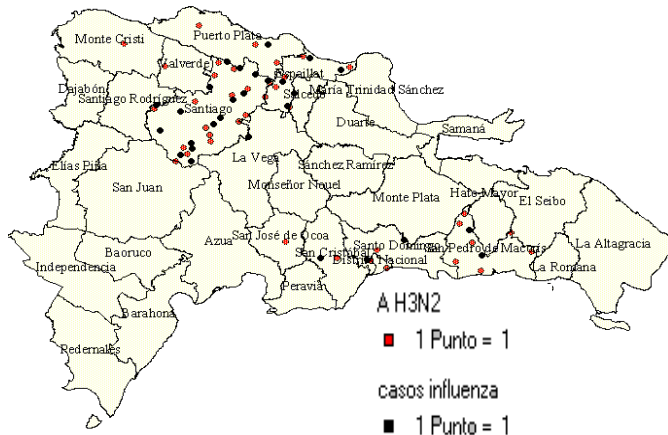 Monte Cristi
Puerto Plata
Valverde
Espaillat
Dajabón
Santiago Rodríguez
María Trinidad Sánchez
Salcedo
Santiago
Duarte
Samaná
La Vega
Elías Piña
Sánchez Ramírez
San Juan
Monseñor Nouel
Monte Plata
Hato Mayor
El Seibo
San José de Ocoa
Azua
Santo Domingo
San Pedro de Macorís
La Altagracia
Baoruco
San Cristóbal
Distrito Nacional
Independencia
La Romana
Peravia
Barahona
Pedernales
A H3N2
1 Punto = 1
casos influenza
1 Punto = 1